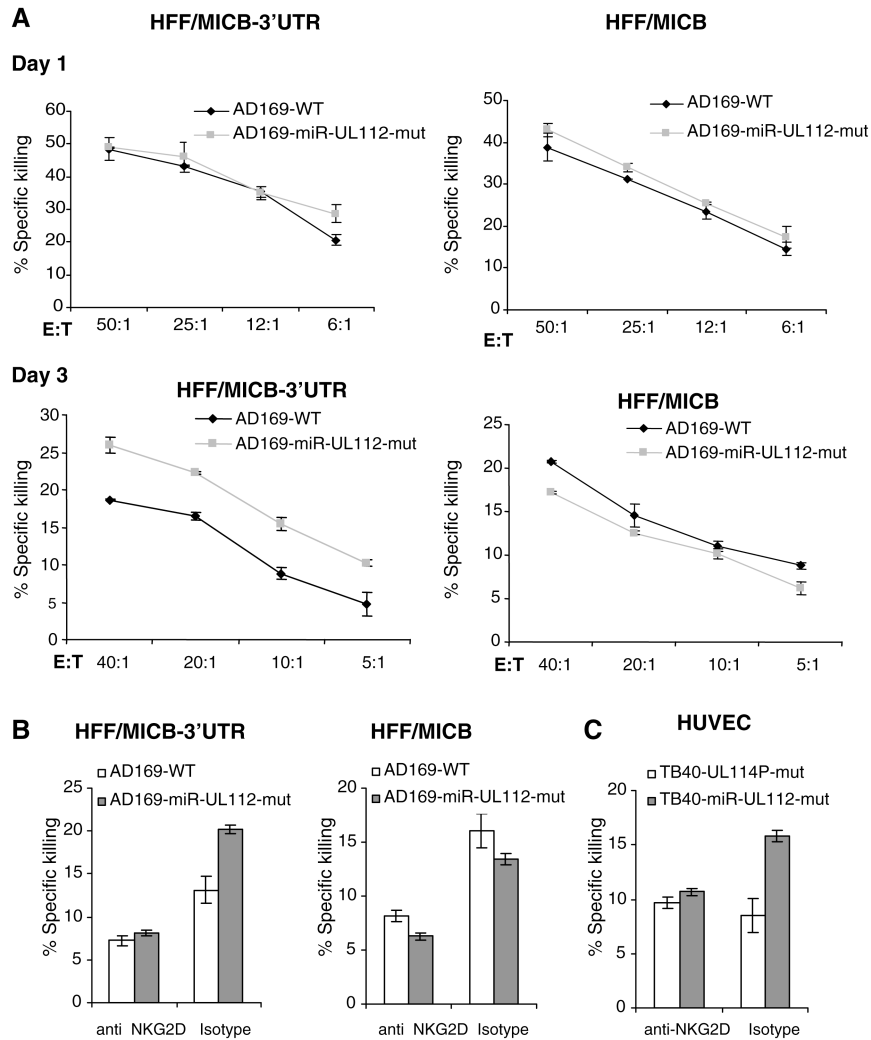 A
HFF/MICB-3'UTR
HFF/MICB
Day 1
% Specific killing
60
50
40
30
20
10
0
AD169-WT
AD169-miR-UL112-mut
E:T 50:1 25:1 12:1 6:1
% Specific killing
50
40
30
20
10
0
AD169-WT
AD169-miR-UL112-mut
E:T 50:1 25:1 12:1 6:1
Day 3
HFF/MICB-3'UTR
% Specific killing
30
25
20
15
10
5
0
AD169-WT
AD169-miR-UL112-mut
E:T 40:1 20:1 10:1 5:1
HFF/MICB
% Specific killing
25
20
15
10
5
0
AD169-WT
AD169-miR-UL112-mut
E:T 40:1 20:1 10:1 5:1
B
HFF/MICB-3'UTR
AD169-WT
AD169-miR-UL112-mut
% Specific killing
25
20
15
10
5
0
anti NKG2D Isotype
HFF/MICB
AD169-WT
AD169-miR-UL112-mut
% Specific killing
20
15
10
5
0
anti NKG2D Isotype
C
HUVEC
TB40-UL114P-mut
TB40-miR-UL112-mut
% Specific killing
20
15
10
5
0
anti-NKG2D Isotype